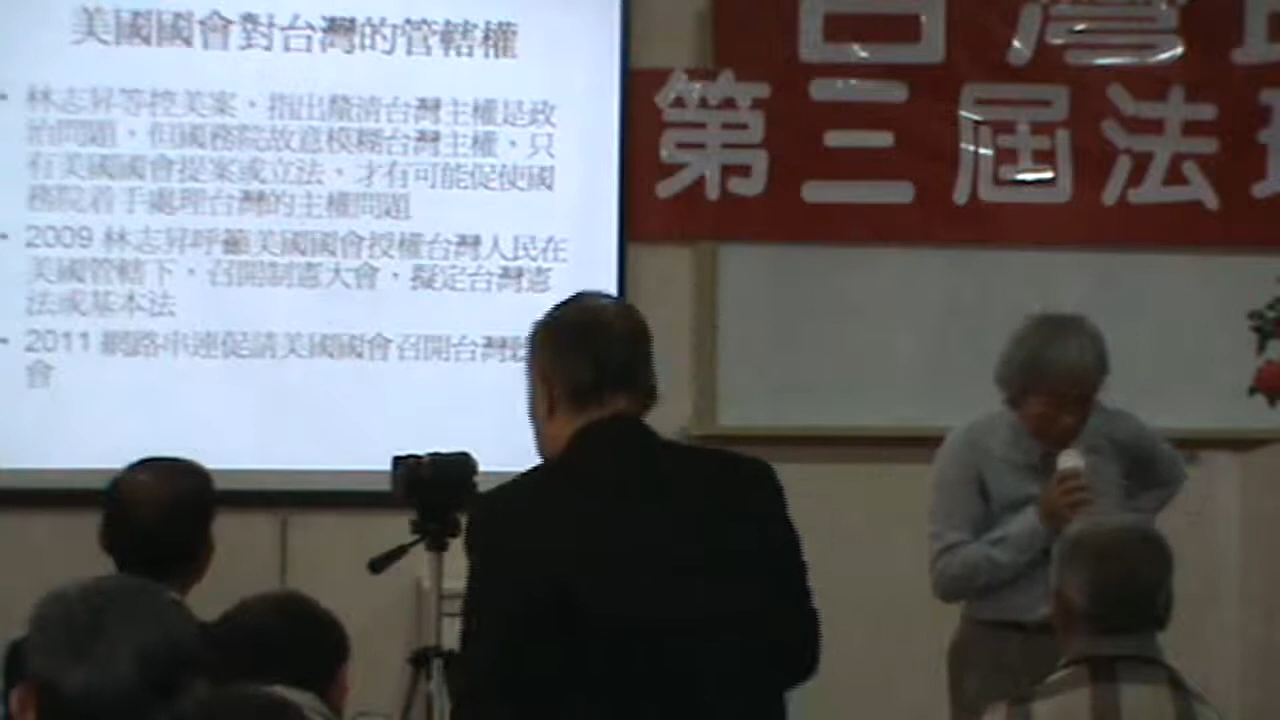 美國國會對台灣的管轄權
• 林志昇等控美案，指出釐清台灣主權是政
治問題，但國務院故意模糊台灣主權，只
有美國國會提案或立法，才有可能促使國
務院着手處理台灣的主權問題
• 2009 林志昇呼籲美國國會授權台灣人民在
美國管轄下，召開制憲大會，擬定台灣憲
法或基本法
• 2011 網路串連促請美國國會召開台灣
會
台灣
第三屆法